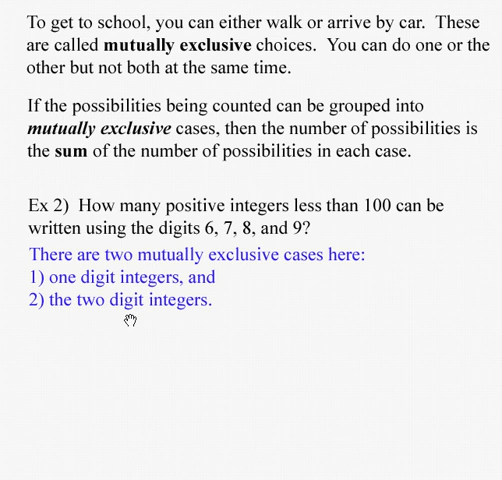 To get to school, you can either walk or arrive by car. These
are called mutually exclusive choices. You can do one or the
other but not both at the same time.
If the possibilities being counted can be grouped into
mutually exclusive cases, then the number of possibilities is
the sum of the number of possibilities in each case.
Ex 2) How many positive integers less than 100 can be
written using the digits 6, 7, 8, and 9?
There are two mutually exclusive cases here:
1) one digit integers, and
2) the two digit integers.